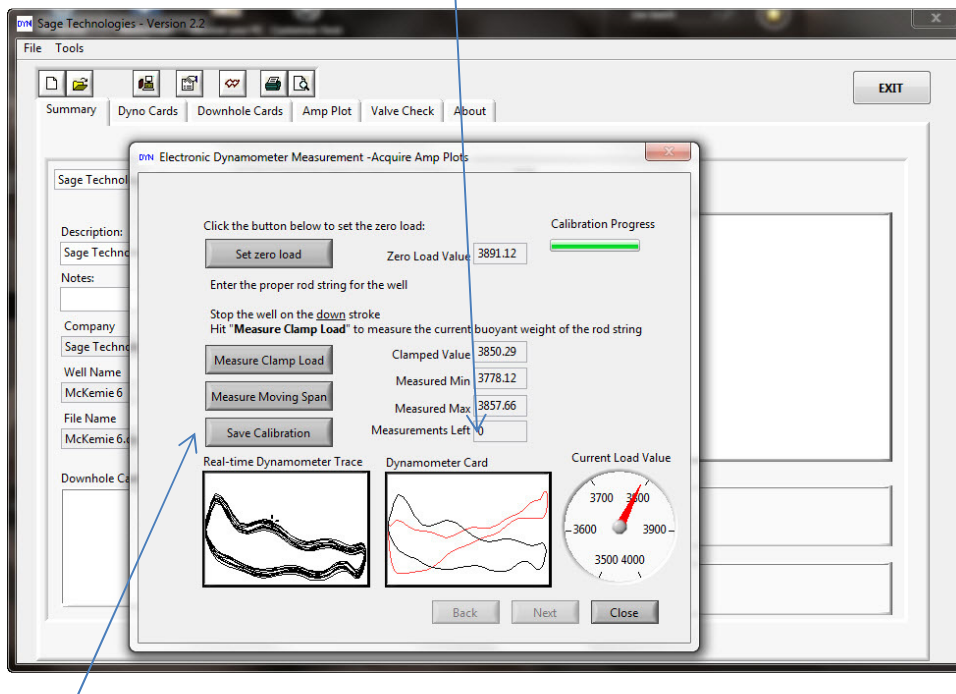 DYN Sage Technologies - Version 2.2
File Tools
EXIT
Summary Dyno Cards Downhole Cards Amp Plot Valve Check About
DYN Electronic Dynamometer Measurement -Acquire Amp Plots
Sage Technol
Click the button below to set the zero load:
Calibration Progress
Description:
Set zero load
Zero Load Value 3891.12
Sage Techno
Notes:
Enter the proper rod string for the well
Stop the well on the down stroke
Hit "Measure Clamp Load" to measure the current buoyant weight of the rod string
Company
Sage Techno
Measure Clamp Load
Clamped Value 3850.29
Well Name
McKemie 6
Measured Min 3778.12
Measure Moving Span
Measured Max 3857.66
File Name
McKemie 6.
Save Calibration
Measurements Left 0
Real-time Dynamometer Trace
Dynamometer Card
Current Load Value
Downhole Ca
3700 3800
3600 3900
3500 4000
Back Next Close